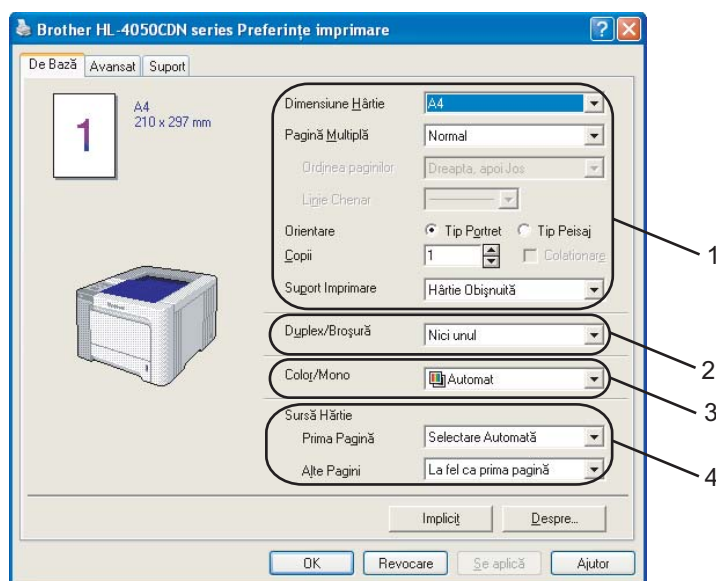 Brother HL-4050CDN series Preferințe imprimare
De Bază Avansat Suport
1
A4
210 x 297 mm
Dimensiune Hârtie A4
Pagină Multiplă Normal
Ordinea paginilor Dreapta, apoi Jos
Linie Chenar
Orientare Tip Portret Tip Peisaj
Copii 1 Colaționare
Suport Imprimare Hârtie Obişnuită
1
Duplex/Broşură Nici unul
2
Color/Mono Automat
3
Sursă Hârtie
Prima Pagină Selectare Automată
Alte Pagini La fel ca prima pagină
4
Implicit Despre...
OK Revocare Se aplică Ajutor